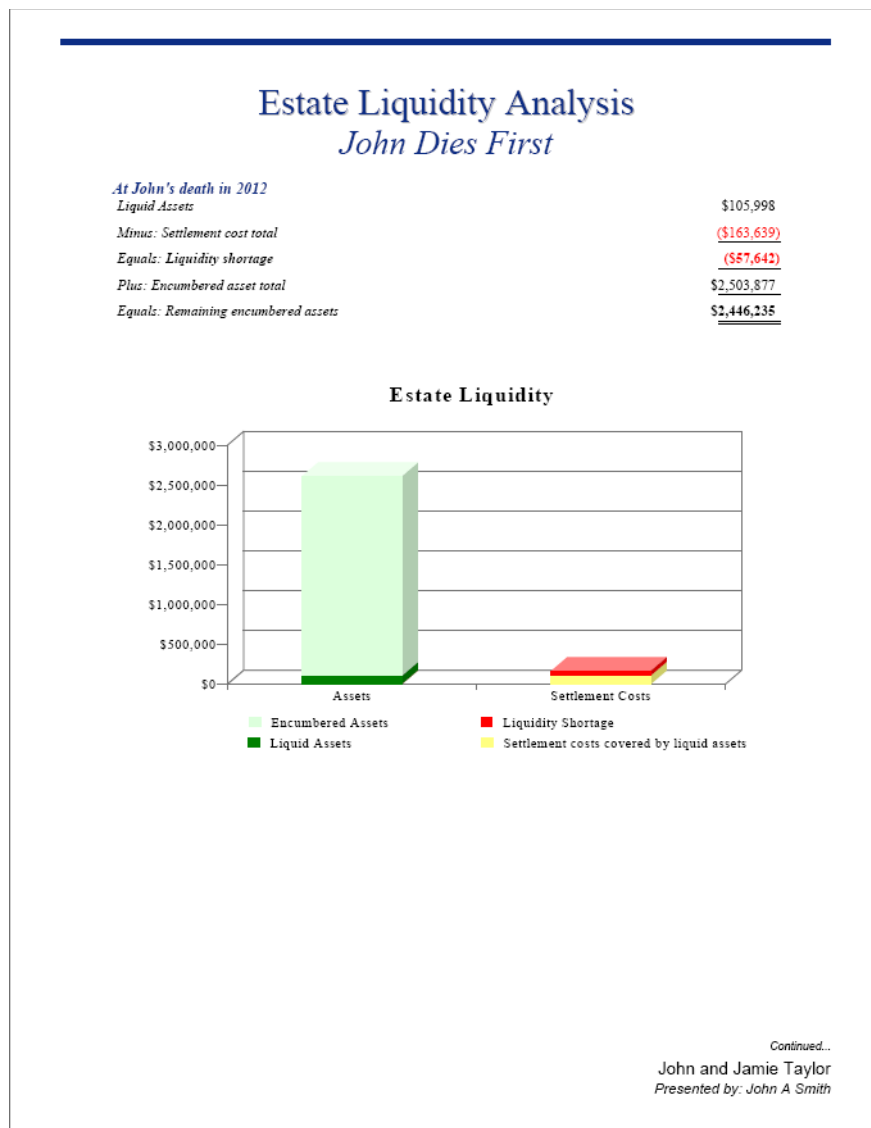 Estate Liquidity Analysis
John Dies First
At John's death in 2012
Liquid Assets $105,998
Minus: Settlement cost total ($163,639)
Equals: Liquidity shortage ($57,642)
Plus: Encumbered asset total $2,503,877
Equals: Remaining encumbered assets $2,446,235
Estate Liquidity
$3,000,000
$2,500,000
$2,000,000
$1,500,000
$1,000,000
$500,000
$0
Assets Settlement Costs
Encumbered Assets Liquidity Shortage
Liquid Assets Settlement costs covered by liquid assets
Continued...
John and Jamie Taylor
Presented by: John A Smith